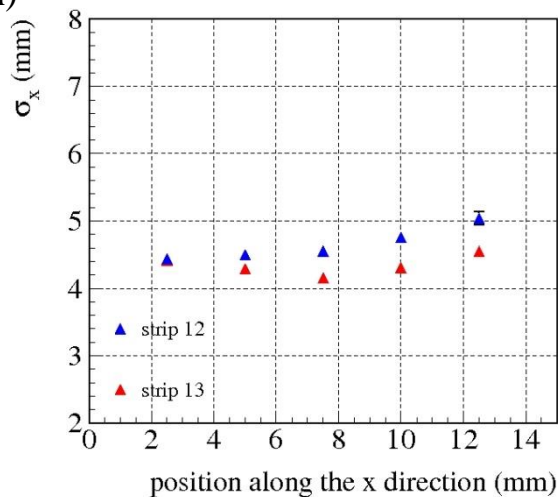 8
σx (mm)
7
6
5
4
strip 12
3
strip 13
2
0 2 4 6 8 10 12 14
position along the x direction (mm)